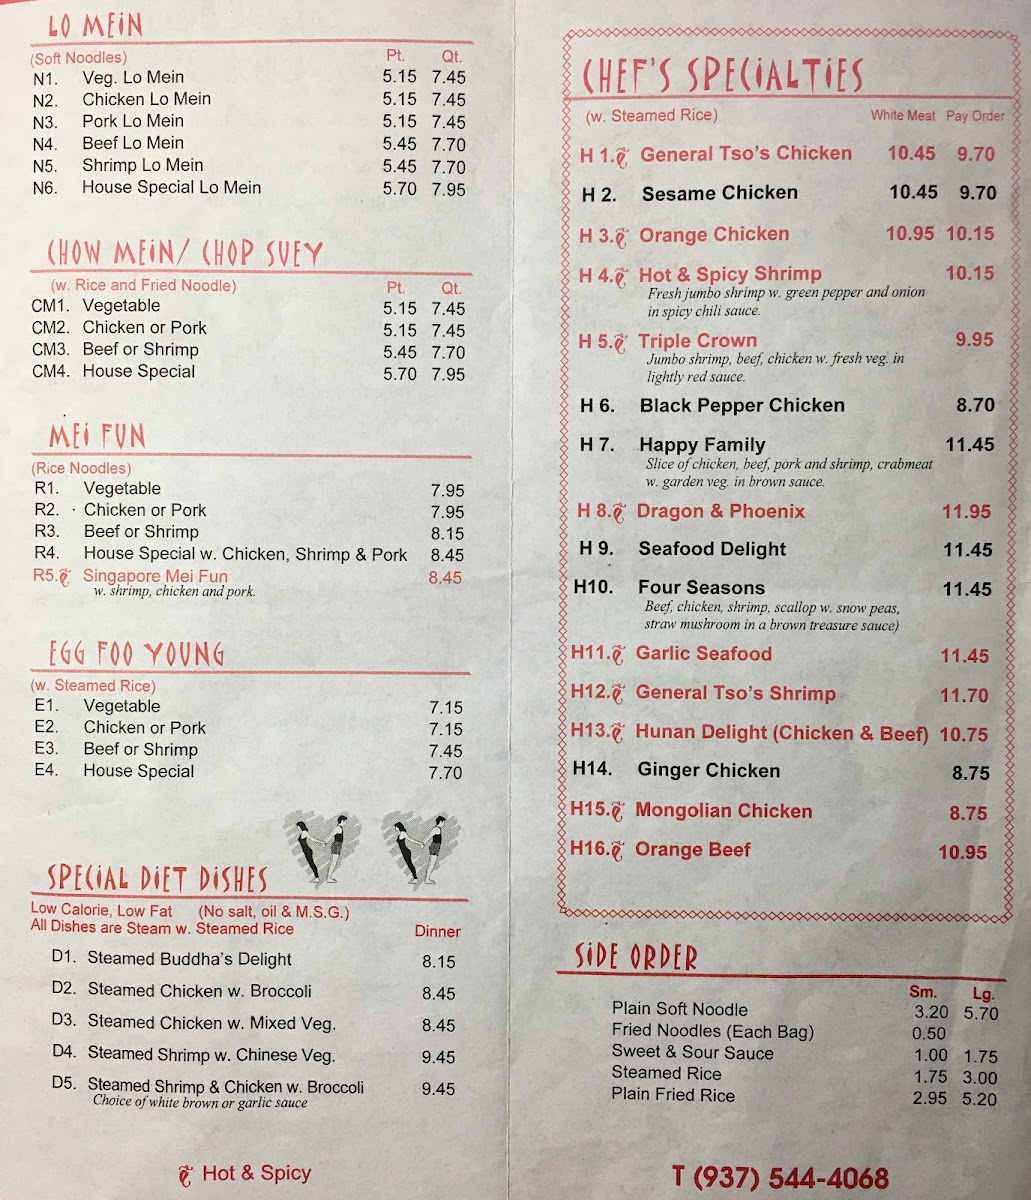 LO MEIN
(Soft Noodles) Pt. Qt.
N1. Veg. Lo Mein 5.15 7.45
N2. Chicken Lo Mein 5.15 7.45
N3. Pork Lo Mein 5.15 7.45
N4. Beef Lo Mein 5.45 7.70
N5. Shrimp Lo Mein 5.45 7.70
N6. House Special Lo Mein 5.70 7.95
CHOW MEIN/ CHOP SUEY
(w. Rice and Fried Noodle) Pt. Qt.
CM1. Vegetable 5.15 7.45
CM2. Chicken or Pork 5.15 7.45
CM3. Beef or Shrimp 5.45 7.70
CM4. House Special 5.70 7.95
MEI FUN
(Rice Noodles)
R1. Vegetable 7.95
R2. Chicken or Pork 7.95
R3. Beef or Shrimp 8.15
R4. House Special w. Chicken, Shrimp & Pork 8.45
R5. Singapore Mei Fun 8.45
w. shrimp, chicken and pork.
EGG FOO YOUNG
(w. Steamed Rice)
E1. Vegetable 7.15
E2. Chicken or Pork 7.15
E3. Beef or Shrimp 7.45
E4. House Special 7.70
SPECIAL DIET DISHES
Low Calorie, Low Fat (No salt, oil & M.S.G.)
All Dishes are Steam w. Steamed Rice Dinner
D1. Steamed Buddha's Delight 8.15
D2. Steamed Chicken w. Broccoli 8.45
D3. Steamed Chicken w. Mixed Veg. 8.45
D4. Steamed Shrimp w. Chinese Veg. 9.45
D5. Steamed Shrimp & Chicken w. Broccoli 9.45
Choice of white brown or garlic sauce
Hot & Spicy
CHEF'S SPECIALTIES
(w. Steamed Rice) White Meat Pay Order
H 1. General Tso's Chicken 10.45 9.70
H 2. Sesame Chicken 10.45 9.70
H 3. Orange Chicken 10.95 10.15
H 4. Hot & Spicy Shrimp 10.15
Fresh jumbo shrimp w. green pepper and onion
in spicy chili sauce.
H 5. Triple Crown 9.95
Jumbo shrimp, beef, chicken w. fresh veg. in
lightly red sauce.
H 6. Black Pepper Chicken 8.70
H 7. Happy Family 11.45
Slice of chicken, beef, pork and shrimp, crabmeat
w. garden veg. in brown sauce.
H 8. Dragon & Phoenix 11.95
H 9. Seafood Delight 11.45
H10. Four Seasons 11.45
Beef, chicken, shrimp, scallop w. snow peas,
straw mushroom in a brown treasure sauce)
H11. Garlic Seafood 11.45
H12. General Tso's Shrimp 11.70
H13. Hunan Delight (Chicken & Beef) 10.75
H14. Ginger Chicken 8.75
H15. Mongolian Chicken 8.75
H16. Orange Beef 10.95
SIDE ORDER
Sm. Lg.
Plain Soft Noodle 3.20 5.70
Fried Noodles (Each Bag) 0.50
Sweet & Sour Sauce 1.00 1.75
Steamed Rice 1.75 3.00
Plain Fried Rice 2.95 5.20
T (937) 544-4068